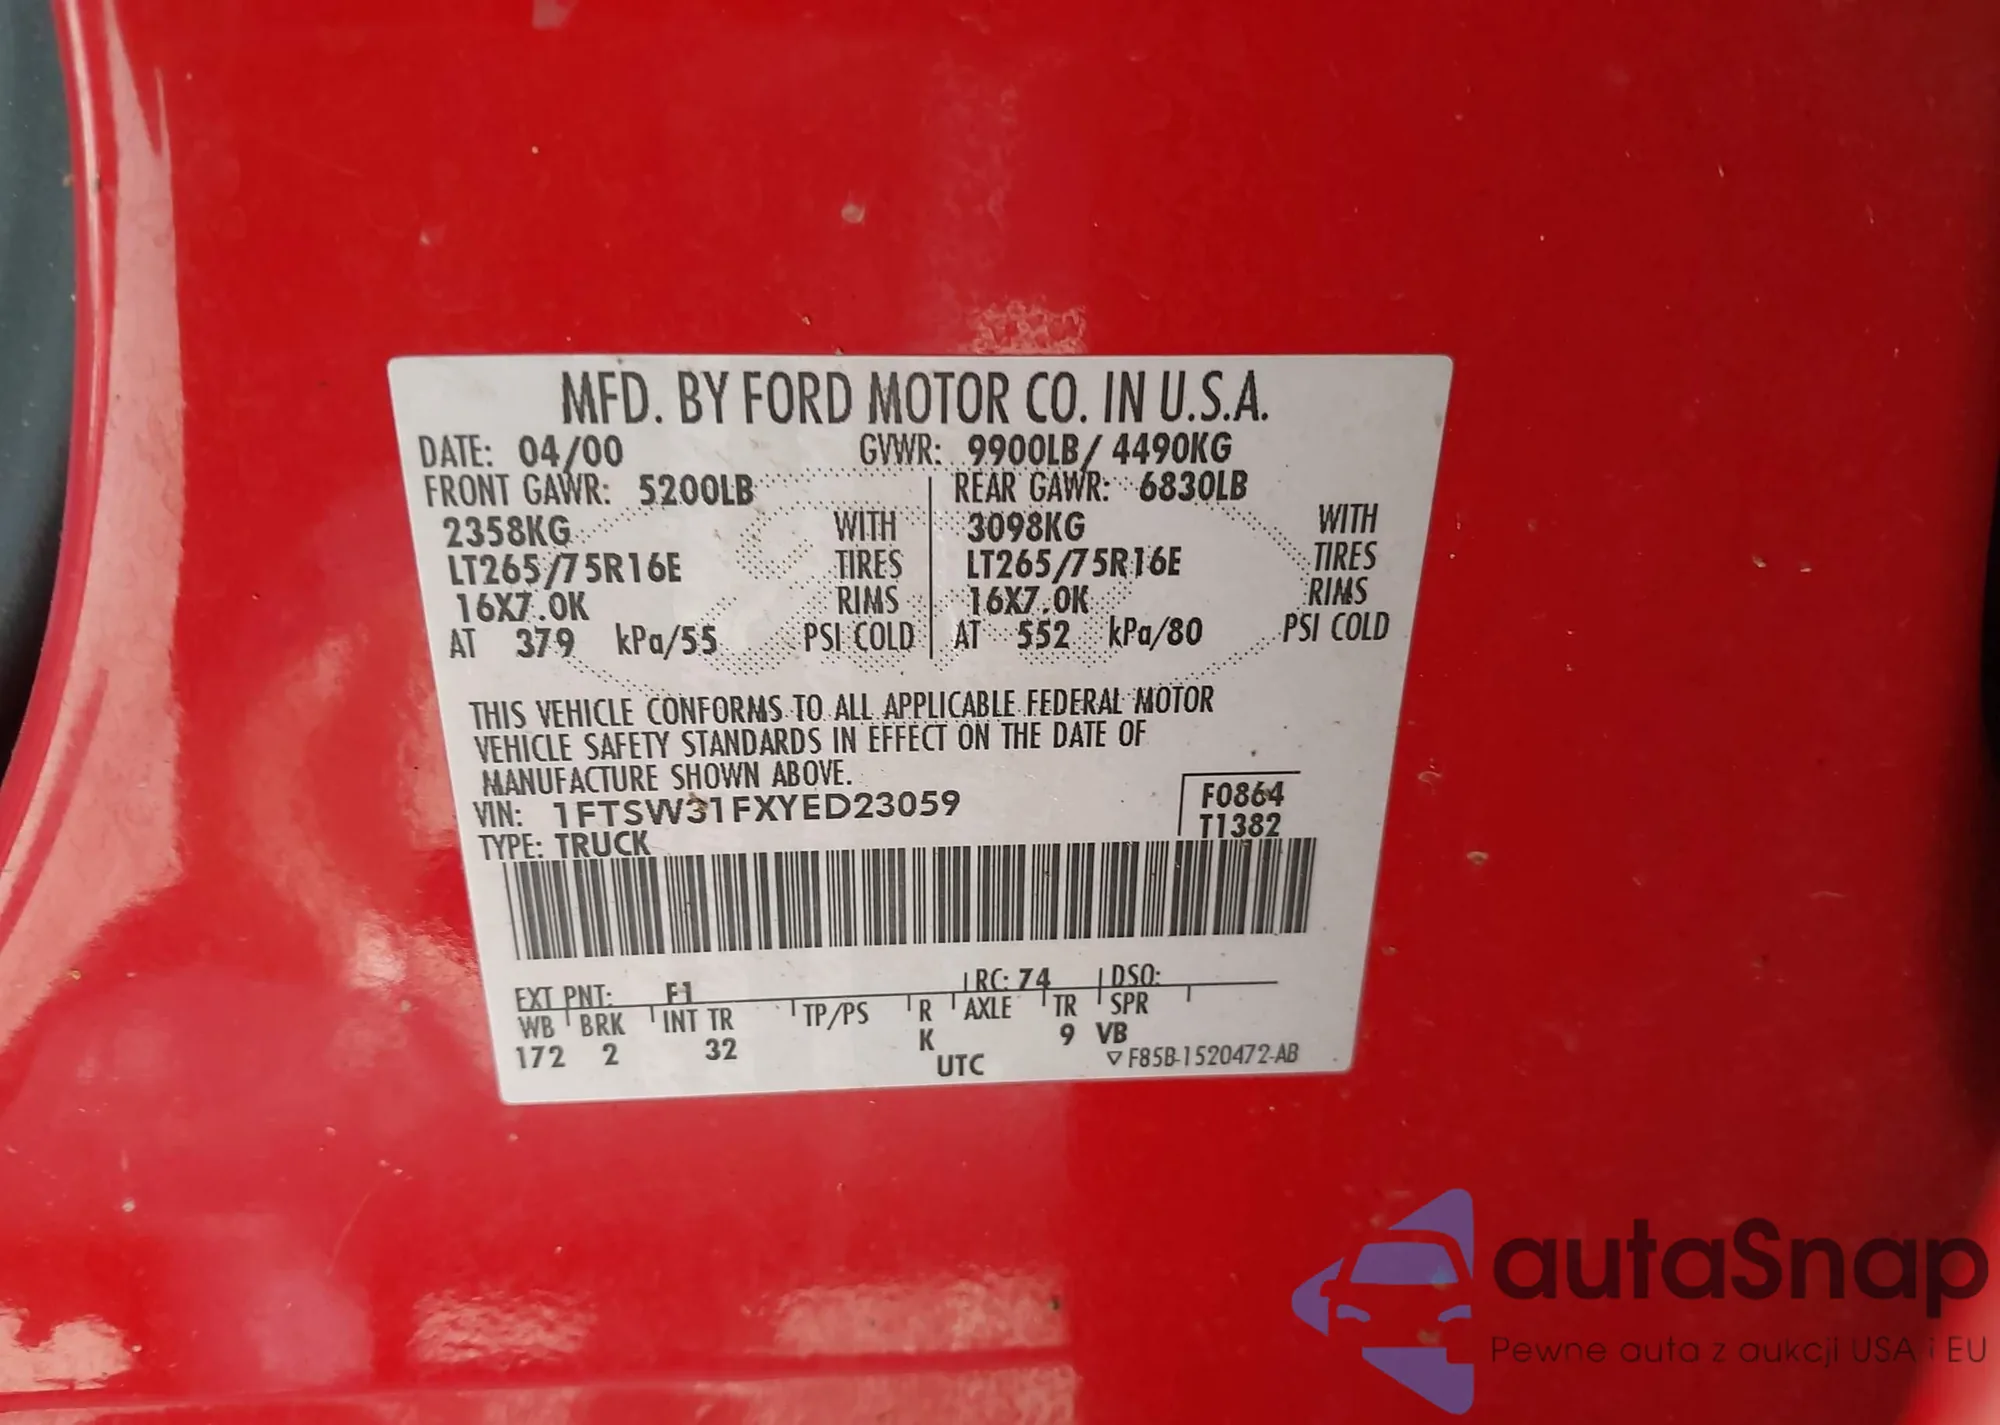 MFD. BY FORD MOTOR CO. IN U.S.A.
DATE: 04/00 GVWR: 9900LB/ 4490KG
FRONT GAWR: 5200LB REAR GAWR: 6830LB
2358KG WITH 3098KG WITH
LT265/75R16E TIRES LT265/75R16E TIRES
16X7.0K RIMS 16X7.0K RIMS
AT 379 kPa/55 PSI COLD AT 552 kPa/80 PSI COLD
THIS VEHICLE CONFORMS TO ALL APPLICABLE FEDERAL MOTOR
VEHICLE SAFETY STANDARDS IN EFFECT ON THE DATE OF
MANUFACTURE SHOWN ABOVE.
VIN: 1FTSW31FXYED23059 F0864
TYPE: TRUCK T1382
EXT PNT: F1 RC: 74 DSO:
WB BRK INT TR TP/PS R AXLE TR SPR
172 2 32 K 9 VB
UTC ▽F85B-1520472-AB
autaSnap
Pewne auta z aukcji USA i EU